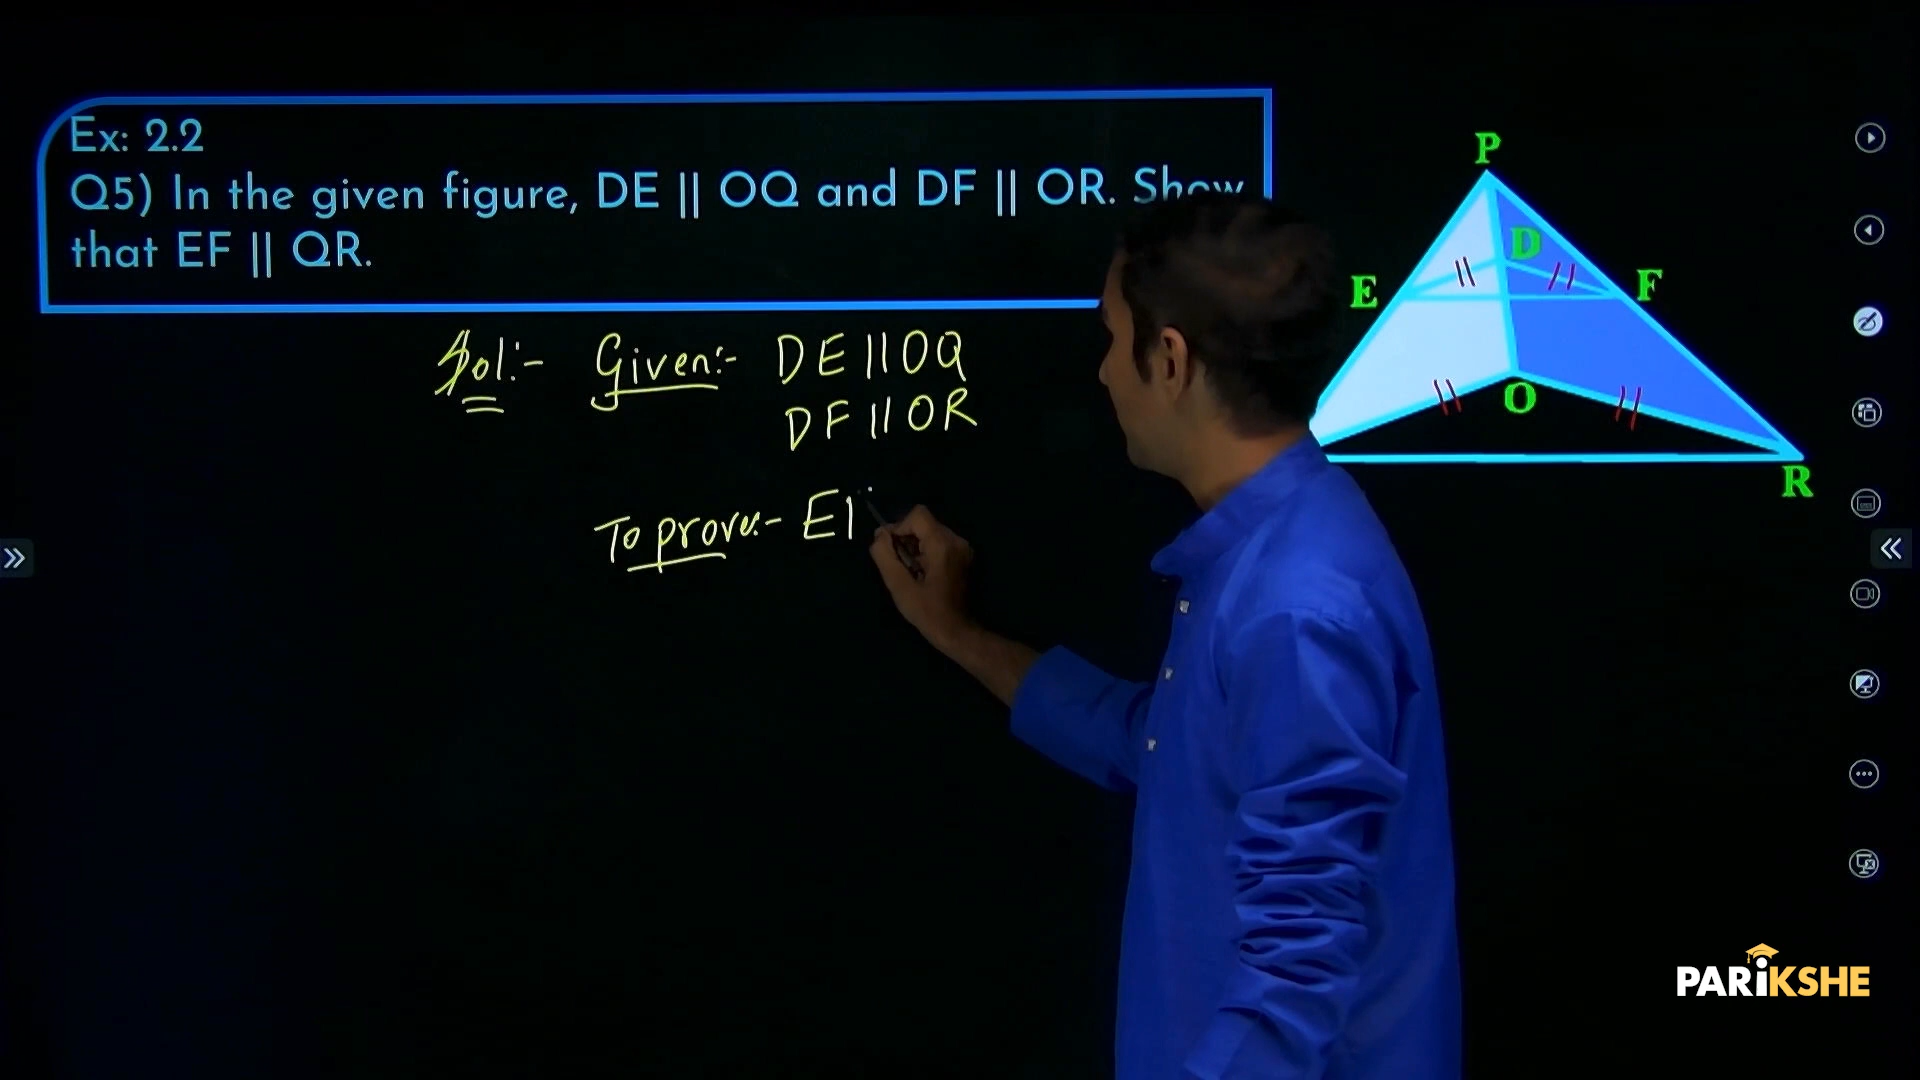 Ex: 2.2
Q5) In the given figure, DE || OQ and DF || OR. Show
that EF || QR.
Sol:- Given:- DE || OQ
DF || OR
To prove:- E
P
D
E
F
O
R
PARIKSHE